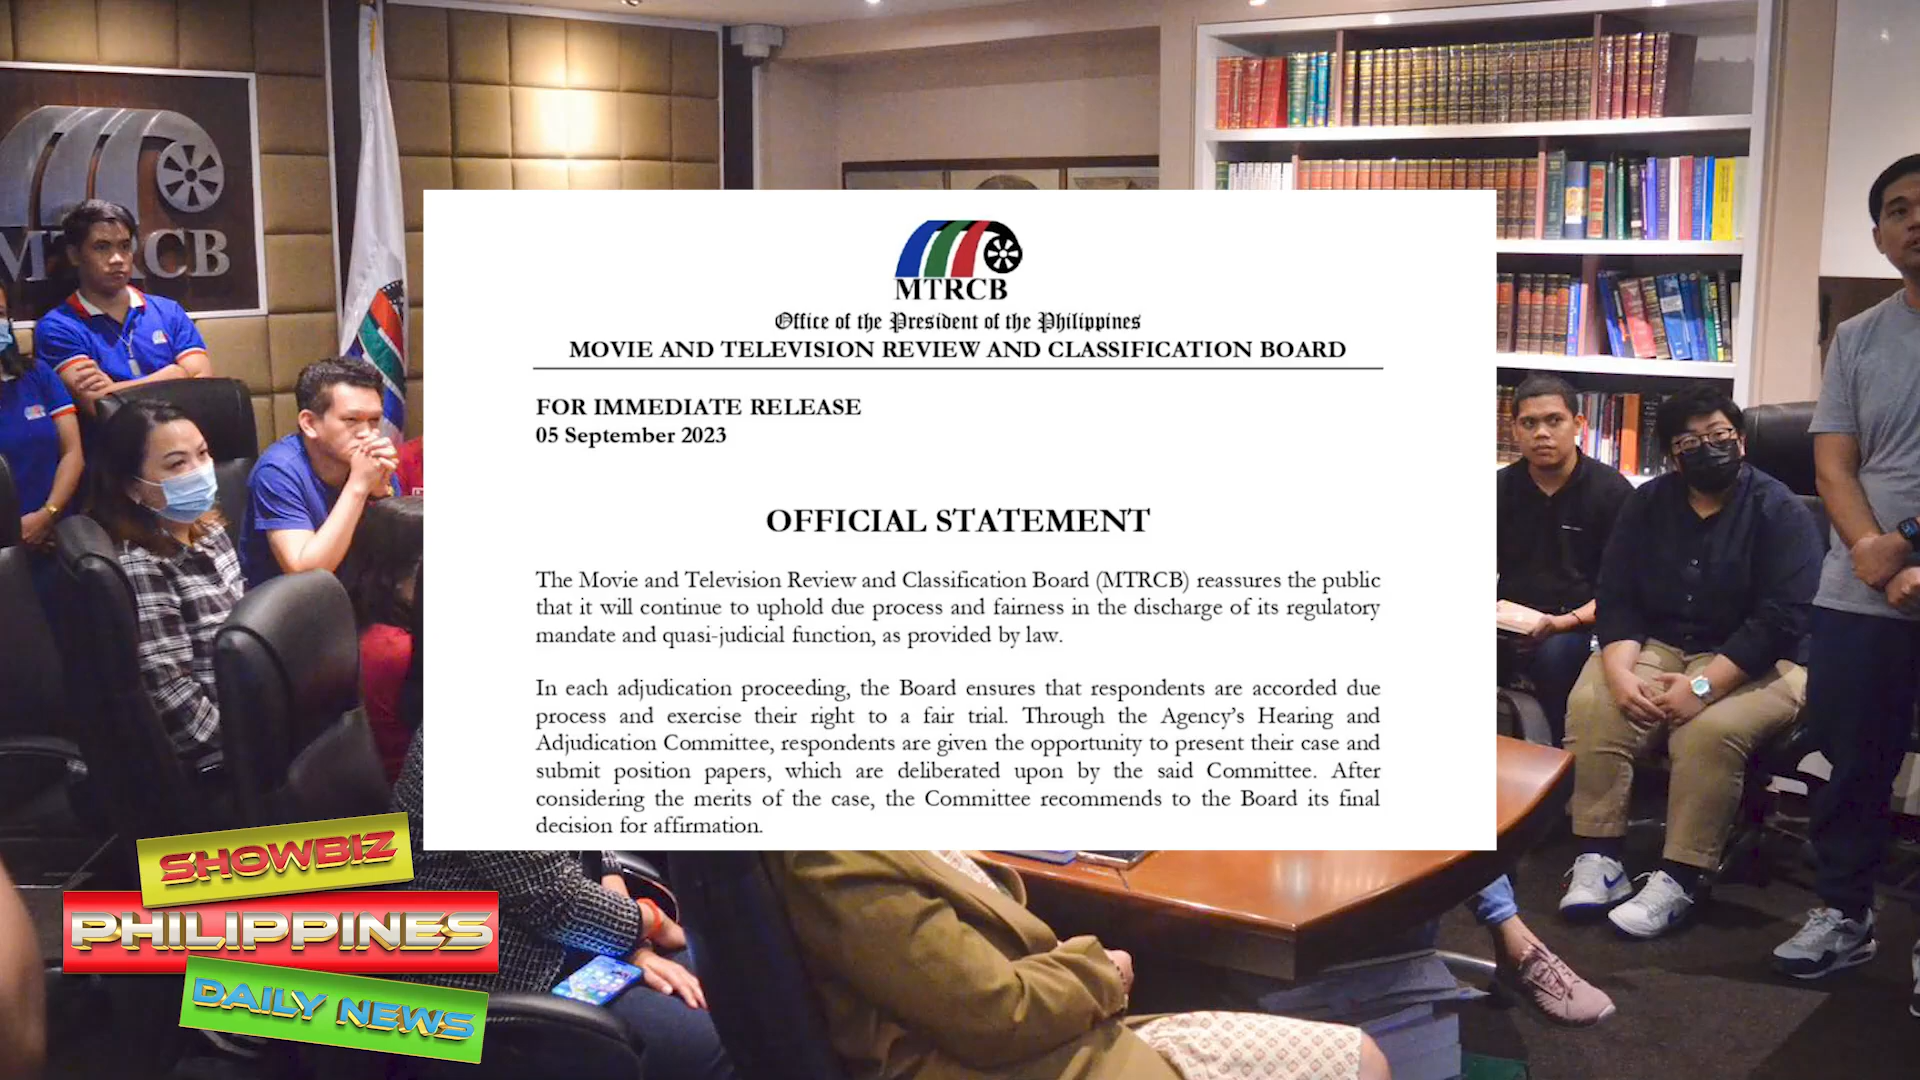 MTRCB
MTRCB
Office of the President of the Philippines
MOVIE AND TELEVISION REVIEW AND CLASSIFICATION BOARD
FOR IMMEDIATE RELEASE
05 September 2023
OFFICIAL STATEMENT
The Movie and Television Review and Classification Board (MTRCB) reassures the public
that it will continue to uphold due process and fairness in the discharge of its regulatory
mandate and quasi-judicial function, as provided by law.
In each adjudication proceeding, the Board ensures that respondents are accorded due
process and exercise their right to a fair trial. Through the Agency's Hearing and
Adjudication Committee, respondents are given the opportunity to present their case and
submit position papers, which are deliberated upon by the said Committee. After
considering the merits of the case, the Committee recommends to the Board its final
decision for affirmation.
SHOWBIZ
PHILIPPINES
DAILY NEWS